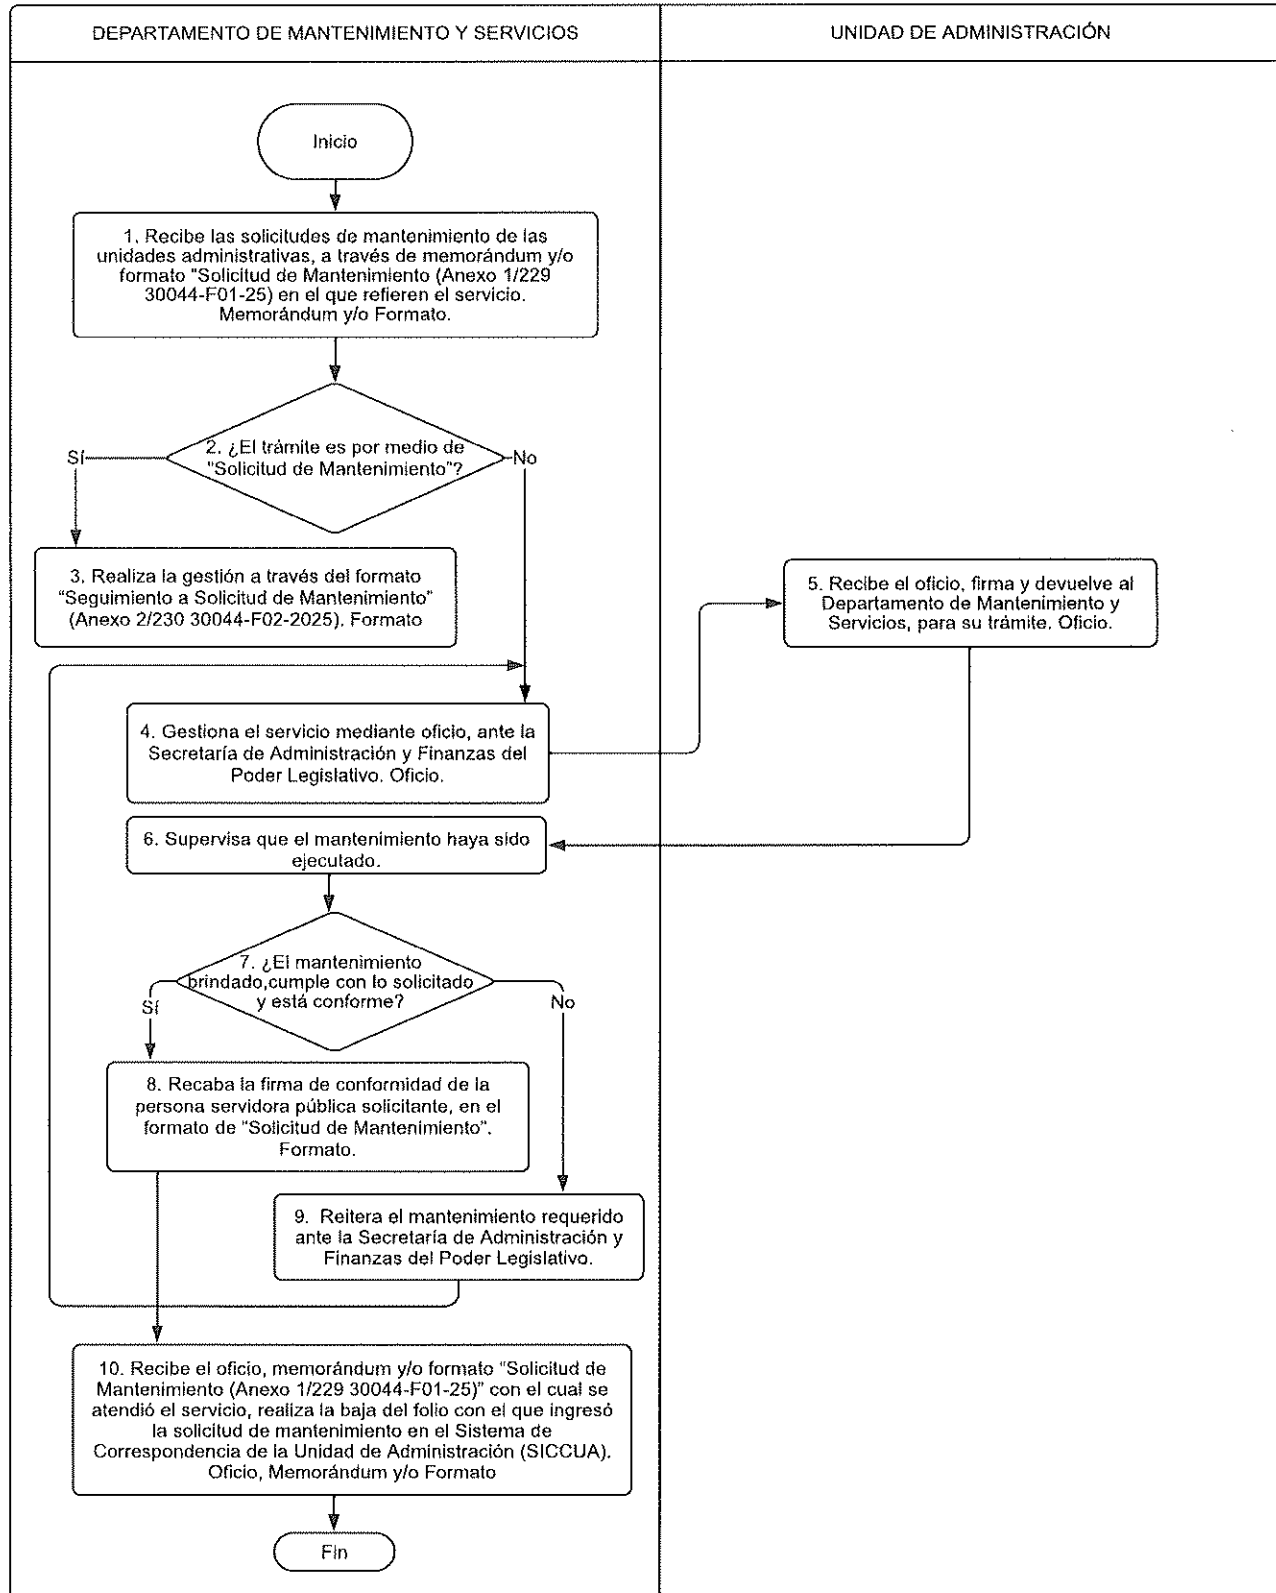 DEPARTAMENTO DE MANTENIMIENTO Y SERVICIOS
UNIDAD DE ADMINISTRACIÓN
Inicio
1. Recibe las solicitudes de mantenimiento de las
unidades administrativas, a través de memorándum y/o
formato "Solicitud de Mantenimiento (Anexo 1/229
30044-F01-25) en el que refieren el servicio.
Memorándum y/o Formato.
2. ¿El trámite es por medio de
"Solicitud de Mantenimiento"?
Sí
No
3. Realiza la gestión a través del formato
"Seguimiento a Solicitud de Mantenimiento"
(Anexo 2/230 30044-F02-2025). Formato
4. Gestiona el servicio mediante oficio, ante la
Secretaría de Administración y Finanzas del
Poder Legislativo. Oficio.
5. Recibe el oficio, firma y devuelve al
Departamento de Mantenimiento y
Servicios, para su trámite. Oficio.
6. Supervisa que el mantenimiento haya sido
ejecutado.
7. ¿El mantenimiento
brindado,cumple con lo solicitado
y está conforme?
Sí
No
8. Recaba la firma de conformidad de la
persona servidora pública solicitante, en el
formato de "Solicitud de Mantenimiento".
Formato.
9. Reitera el mantenimiento requerido
ante la Secretaría de Administración y
Finanzas del Poder Legislativo.
10. Recibe el oficio, memorándum y/o formato "Solicitud de
Mantenimiento (Anexo 1/229 30044-F01-25)" con el cual se
atendió el servicio, realiza la baja del folio con el que ingresó
la solicitud de mantenimiento en el Sistema de
Correspondencia de la Unidad de Administración (SICCUA).
Oficio, Memorándum y/o Formato
Fin